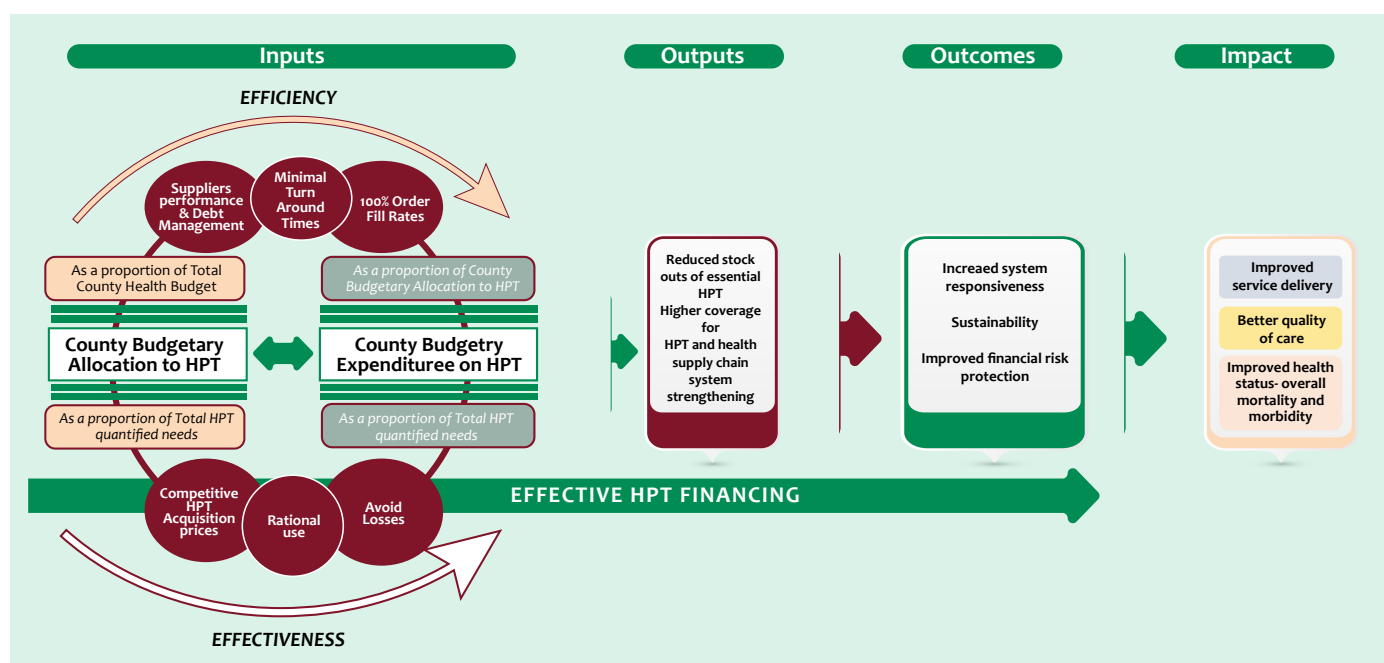 Inputs
Outputs
Outcomes
Impact
EFFICIENCY
Suppliers
performance
& Debt
Management
Minimal
Turn
Around
Times
100% Order
Fill Rates
As a proportion of Total
County Health Budget
As a proportion of County
Budgetary Allocation to HPT
County Budgetary
Allocation to HPT
County Budgetry
Expendituree on HPT
As a proportion of Total HPT
quantified needs
As a proportion of Total HPT
quantified needs
Competitive
HPT
Acquisition
prices
Rational
use
Avoid
Losses
EFFECTIVENESS
EFFECTIVE HPT FINANCING
Reduced stock
outs of essential
HPT
Higher coverage
for
HPT and health
supply chain
system
strengthening
Increaed system
responsiveness
Sustainability
Improved financial risk
protection
Improved
service delivery
Better quality
of care
Improved health
status- overall
mortality and
morbidity